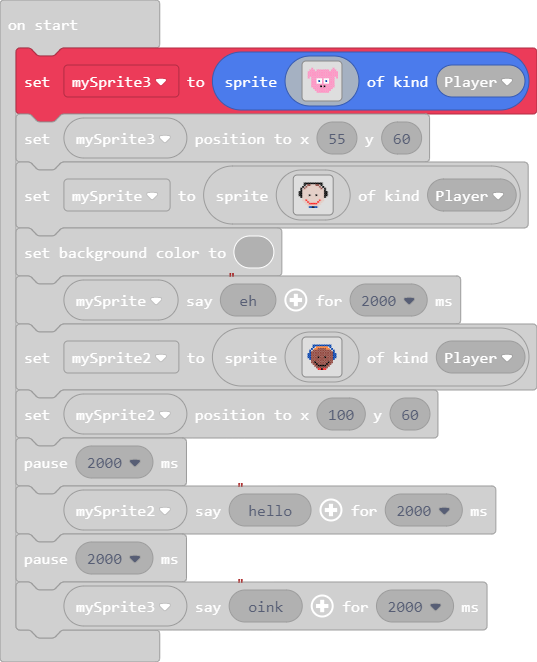 on start
set mySprite3 to sprite of kind Player
set mySprite3 position to x 55 y 60
set mySprite to sprite of kind Player
set background color to
mySprite say "eh" for 2000 ms
set mySprite2 to sprite of kind Player
set mySprite2 position to x 100 y 60
pause 2000 ms
mySprite2 say "hello" for 2000 ms
pause 2000 ms
mySprite3 say "oink" for 2000 ms